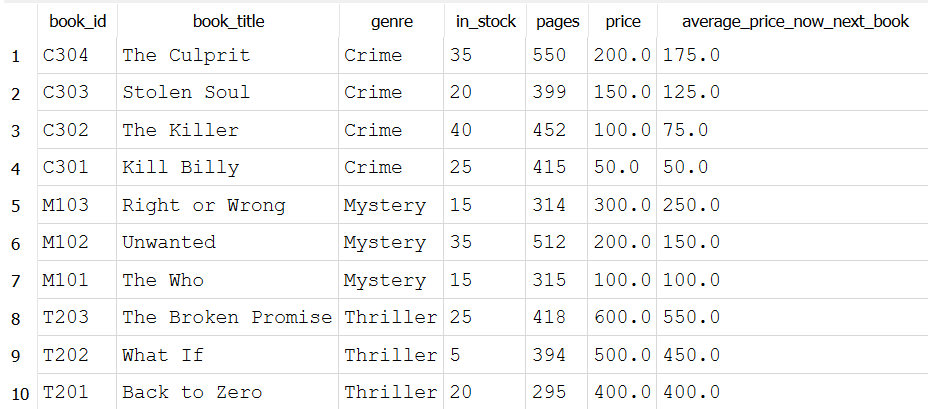 book_id book_title genre in_stock pages price average_price_now_next_book
1 C304 The Culprit Crime 35 550 200.0 175.0
2 C303 Stolen Soul Crime 20 399 150.0 125.0
3 C302 The Killer Crime 40 452 100.0 75.0
4 C301 Kill Billy Crime 25 415 50.0 50.0
5 M103 Right or Wrong Mystery 15 314 300.0 250.0
6 M102 Unwanted Mystery 35 512 200.0 150.0
7 M101 The Who Mystery 15 315 100.0 100.0
8 T203 The Broken Promise Thriller 25 418 600.0 550.0
9 T202 What If Thriller 5 394 500.0 450.0
10 T201 Back to Zero Thriller 20 295 400.0 400.0